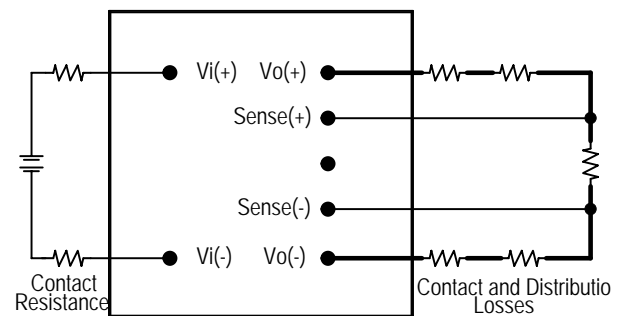 Vi(+) Vo(+)
Sense(+)
Sense(-)
Vi(-) Vo(-)
Contact
Resistance
Contact and Distributio
Losses